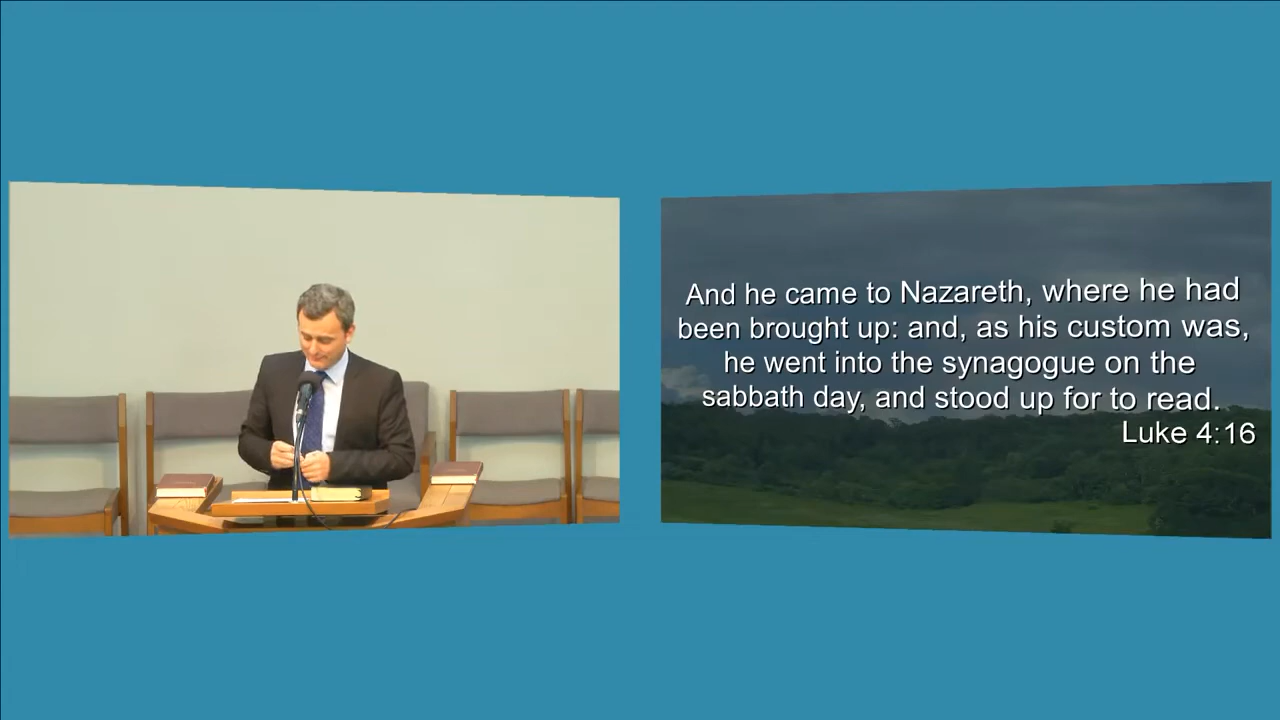 And he came to Nazareth, where he had
been brought up: and, as his custom was,
he went into the synagogue on the
sabbath day, and stood up for to read.
Luke 4:16